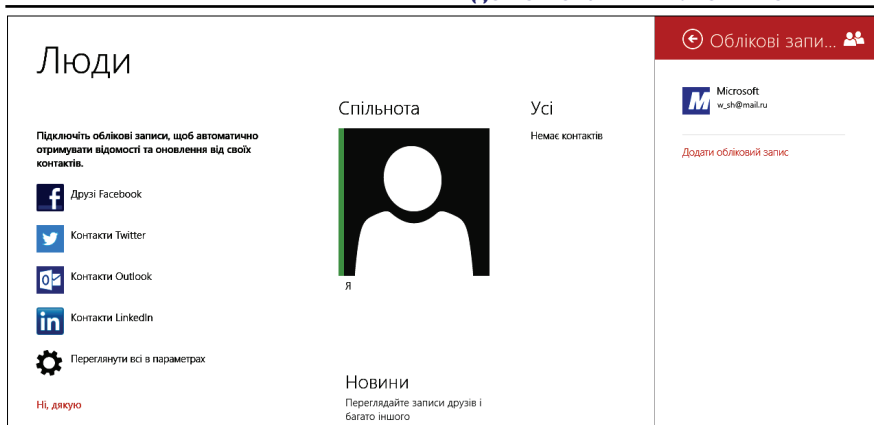 Люди
Підключіть облікові записи, щоб автоматично
отримувати відомості та оновлення від своїх
контактів.
Друзі Facebook
Контакти Twitter
Контакти Outlook
Контакти LinkedIn
Переглянути всі в параметрах
Ні, дякую
Спільнота
Я
Новини
Переглядайте записи друзів і
багато іншого
Усі
Немає контактів
Облікові запи...
Microsoft
w_sh@mail.ru
Додати обліковий запис